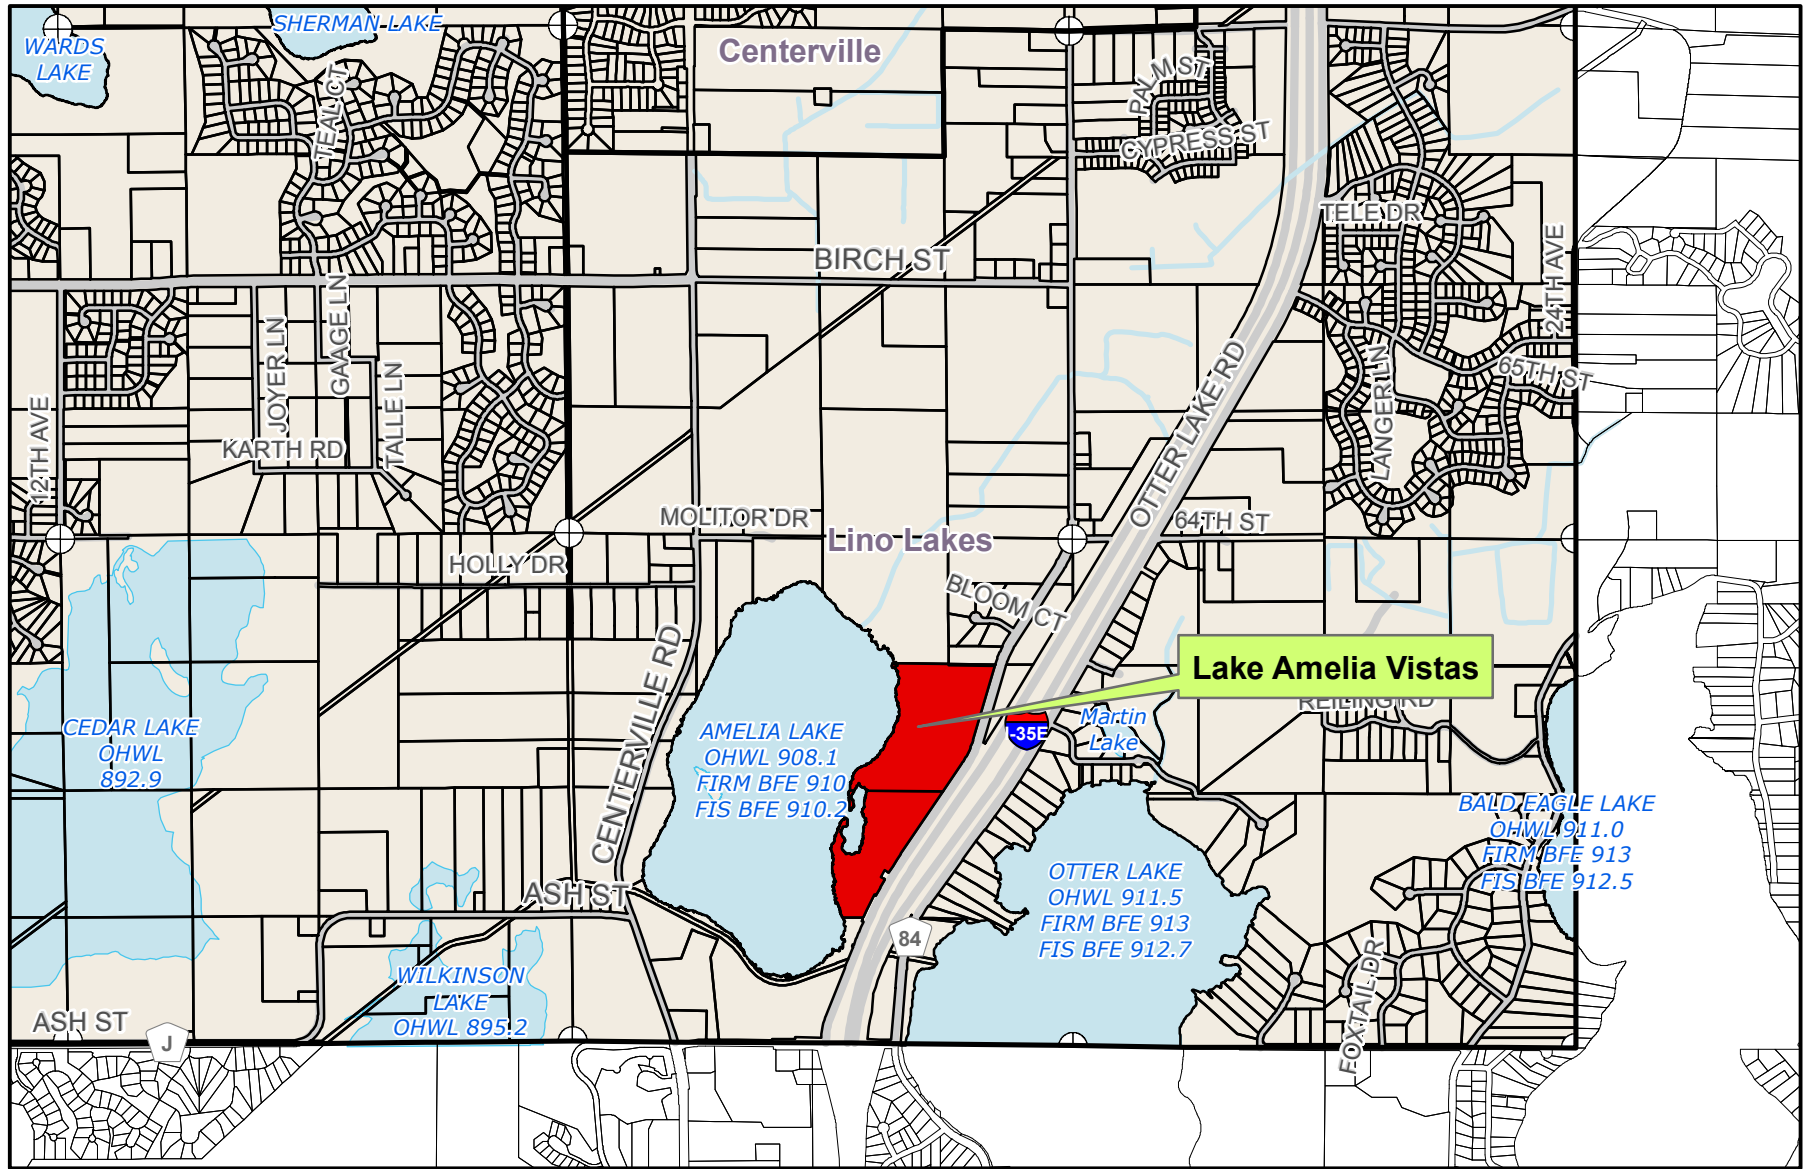 SHERMAN LAKE
WARDS
LAKE
Centerville
TEAL CT
PALM ST
CYPRESS ST
TELE DR
24TH AVE
BIRCH ST
JOYER LN
GAAGE LN
TALLE LN
OTTER LAKE RD
LANGER LN
65TH ST
12TH AVE
KARTH RD
MOLITOR DR
64TH ST
Lino Lakes
HOLLY DR
BLOOM CT
CENTERVILLE RD
Lake Amelia Vistas
REILING RD
CEDAR LAKE
OHWL
892.9
AMELIA LAKE
OHWL 908.1
FIRM BFE 910
FIS BFE 910.2
-35E
Martin
Lake
BALD EAGLE LAKE
OHWL 911.0
FIRM BFE 913
FIS BFE 912.5
OTTER LAKE
OHWL 911.5
FIRM BFE 913
FIS BFE 912.7
ASH ST
84
FOXTAIL DR
WILKINSON
LAKE
OHWL 895.2
ASH ST
J